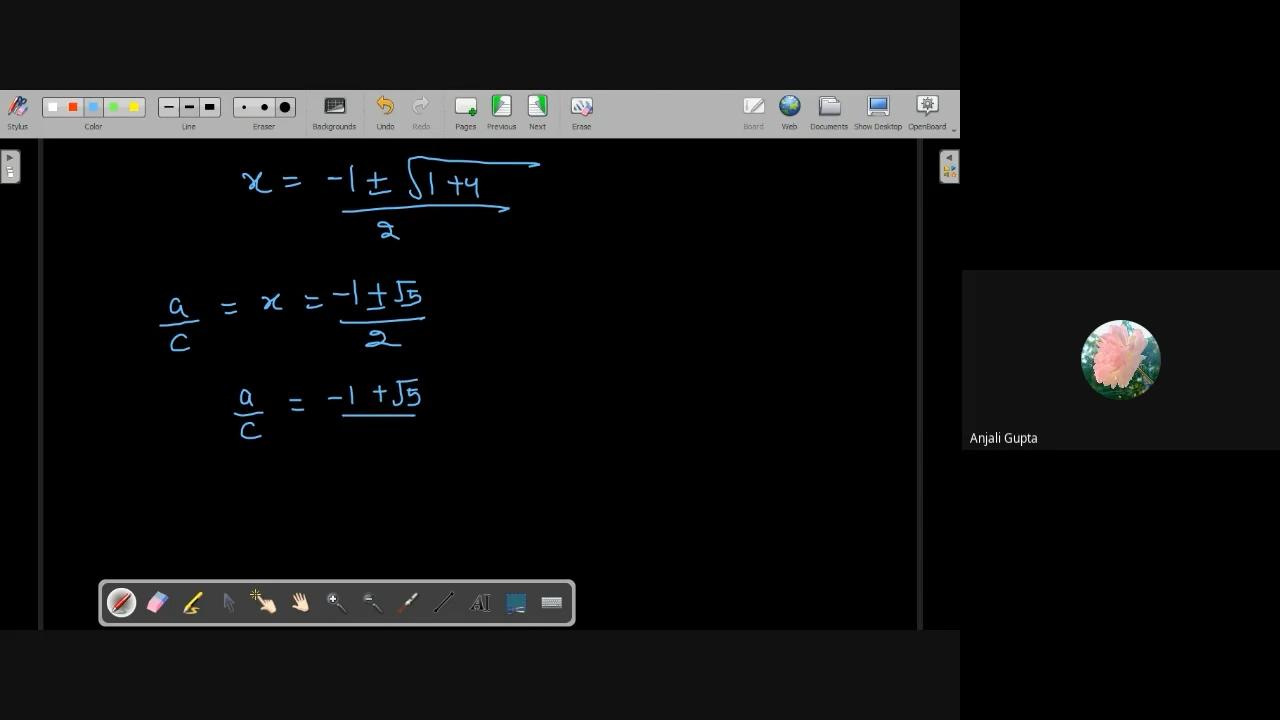 Stylus Color Line Eraser Backgrounds Undo Redo Pages Previous Next Erase Board Web Documents Show Desktop OpenBoard
x = -1 ± √1 + 4
2
a/c = x = -1 ± √5
2
a/c = -1 + √5
Anjali Gupta
AI